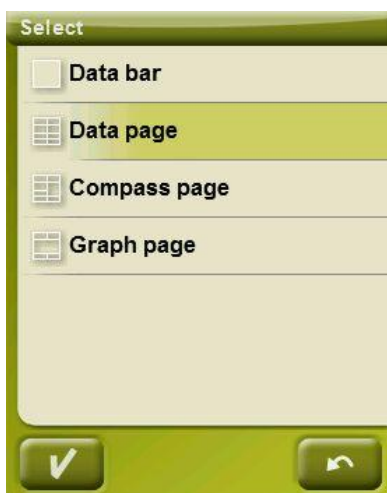 Select
Data bar
Data page
Compass page
Graph page